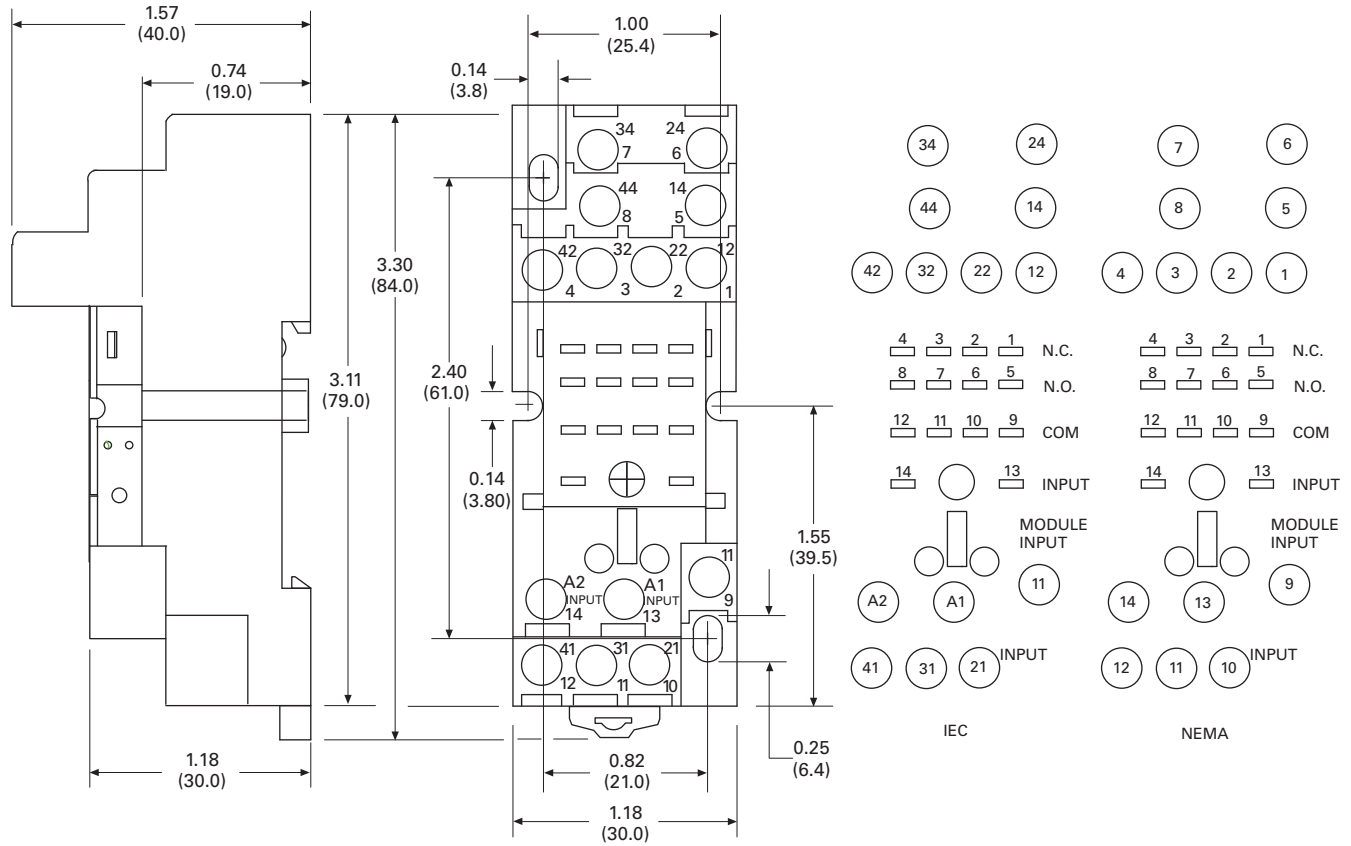 1.57
(40.0)
0.74
(19.0)
3.11
(79.0)
3.30
(84.0)
1.18
(30.0)
1.00
(25.4)
0.14
(3.8)
2.40
(61.0)
0.14
(3.80)
1.55
(39.5)
0.25
(6.4)
0.82
(21.0)
1.18
(30.0)
34 24
7 6
44 14
8 5
42 32 22 12
4 3 2 1
A2 A1 11
INPUT INPUT
14 13 9
41 31 21
12 11 10
34 24
44 14
42 32 22 12
4 3 2 1 N.C.
8 7 6 5 N.O.
12 11 10 9 COM
14 13 INPUT
MODULE
INPUT
11
A2 A1
41 31 21 INPUT
IEC
7 6
8 5
4 3 2 1
4 3 2 1 N.C.
8 7 6 5 N.O.
12 11 10 9 COM
14 13 INPUT
MODULE
INPUT
9
14 13
12 11 10 INPUT
NEMA